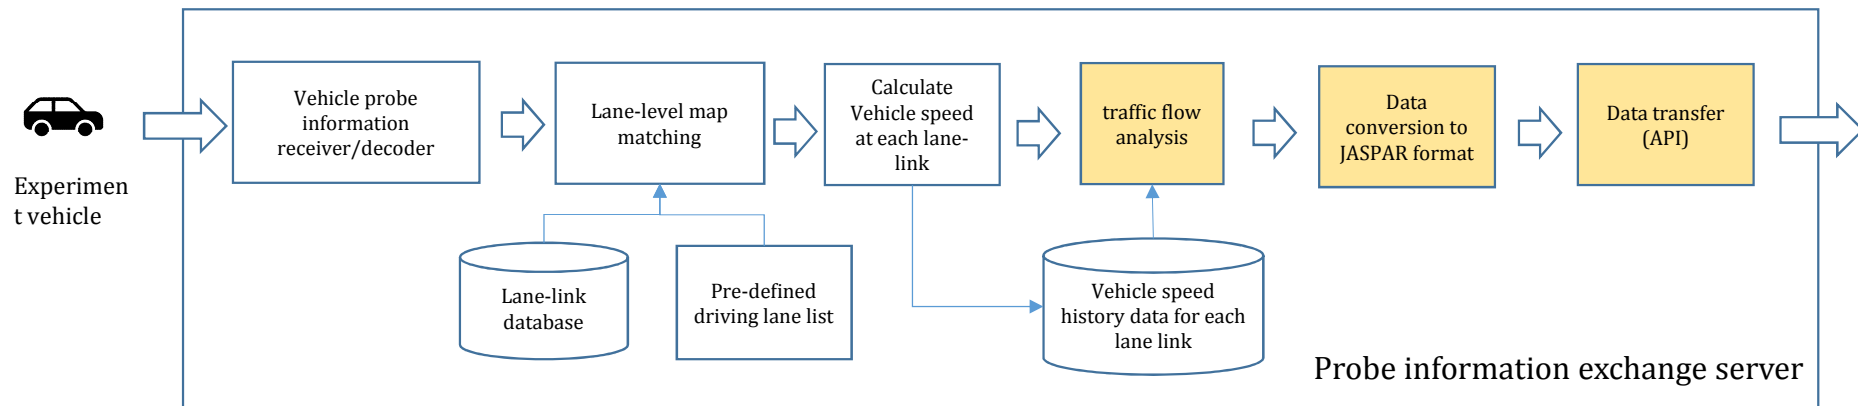 Experimen
t vehicle
Vehicle probe
information
receiver/decoder
Lane-level map
matching
Calculate
Vehicle speed
at each lane-
link
traffic flow
analysis
Data
conversion to
JASPAR format
Data transfer
(API)
Lane-link
database
Pre-defined
driving lane list
Vehicle speed
history data for each
lane link
Probe information exchange server